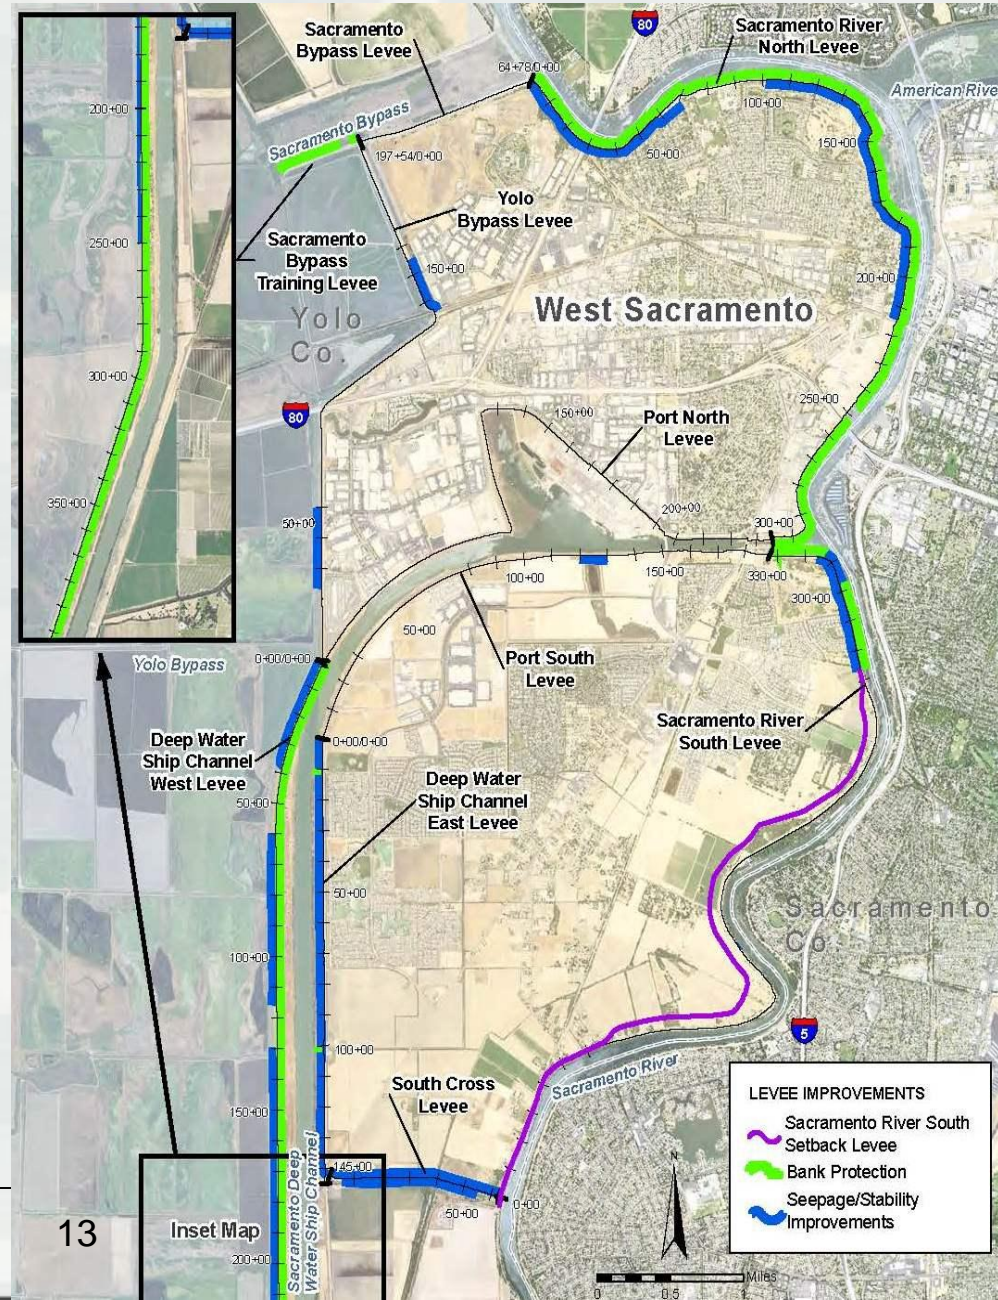 200+00
250+00
300+00
350+00
Sacramento
Bypass Levee
64+78/0+00
80
Sacramento River
North Levee
American Rive
Sacramento Bypass
197+54/0+00
100+00
50+00
150+00
Yolo
Bypass Levee
Sacramento
Bypass
Training Levee
150+00
200+00
West Sacramento
Yolo
Co.
80
250+00
150+00
Port North
Levee
200+00
300+00
50+00
100+00
150+00
330+00
300+00
50+00
Port South
Levee
0+00/0+00
Yolo Bypass
Sacramento River
South Levee
Deep Water
Ship Channel
West Levee
0+00/0+00
Deep Water
Ship Channel
East Levee
50+00
50+00
Sacramento
Co.
100+00
100+00
5
Sacramento River
South Cross
Levee
150+00
145+00
50+00
0+00
Sacramento Deep
Water Ship Channel
Inset Map
200+00
13
LEVEE IMPROVEMENTS
Sacramento River South
Setback Levee
Bank Protection
Seepage/Stability
Improvements
N
Miles
0 0.5 1